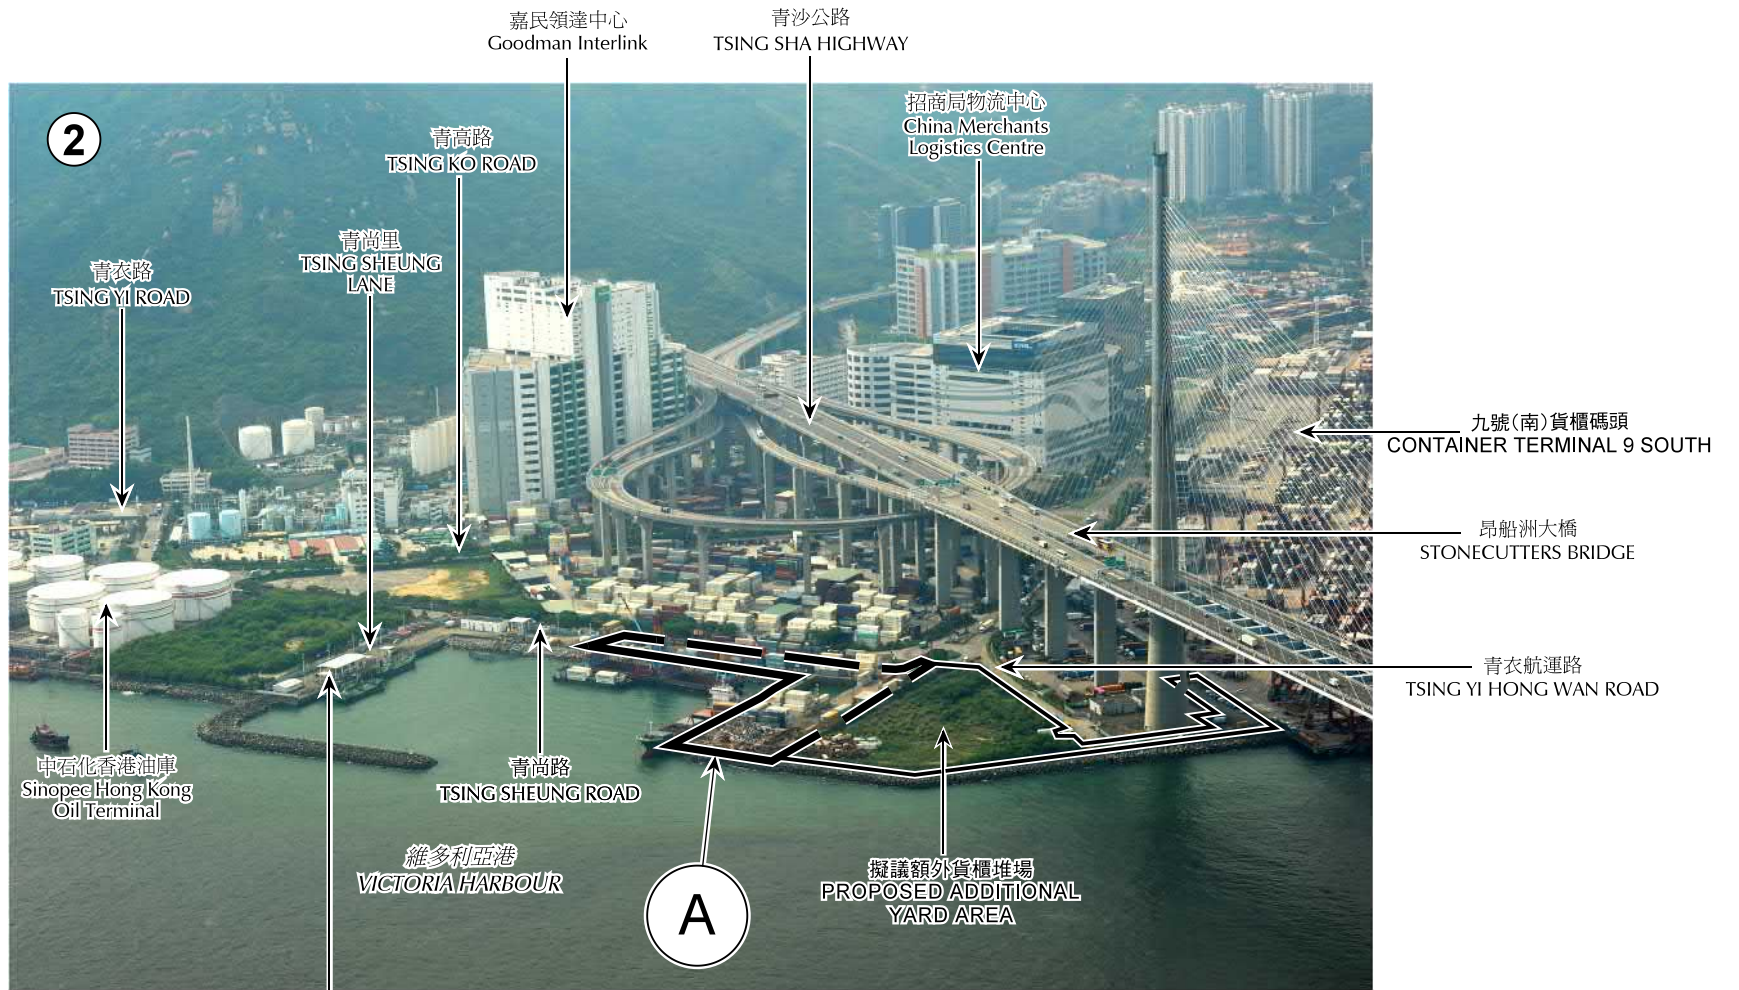 嘉民領達中心
Goodman Interlink
青沙公路
TSING SHA HIGHWAY
2
招商局物流中心
China Merchants
Logistics Centre
青高路
TSING KO ROAD
青尚里
TSING SHEUNG
LANE
青衣路
TSING YI ROAD
九號(南)貨櫃碼頭
CONTAINER TERMINAL 9 SOUTH
昂船洲大橋
STONECUTTERS BRIDGE
青衣航運路
TSING YI HONG WAN ROAD
中石化香港油庫
Sinopec Hong Kong
Oil Terminal
青尚路
TSING SHEUNG ROAD
維多利亞港
VICTORIA HARBOUR
A
擬議額外貨櫃堆場
PROPOSED ADDITIONAL
YARD AREA